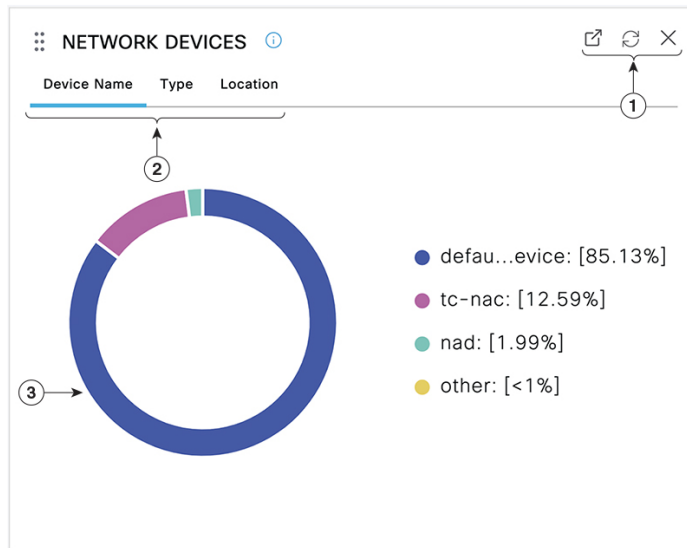 NETWORK DEVICES
1
Device Name Type Location
2
defau...evice: [85.13%]
tc-nac: [12.59%]
nad: [1.99%]
other: [<1%]
3